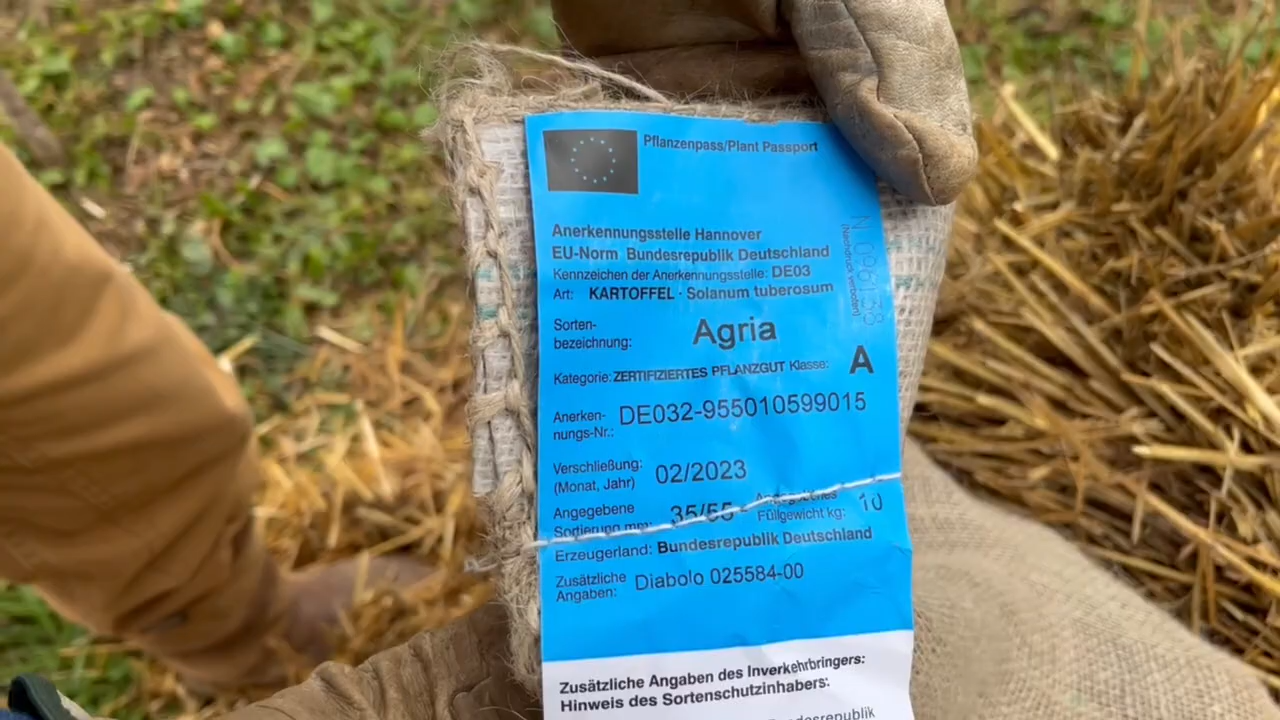 Pflanzenpass/Plant Passport
Anerkennungsstelle Hannover
EU-Norm Bundesrepublik Deutschland
Kennzeichen der Anerkennungsstelle: DE03
Art: KARTOFFEL - Solanum tuberosum
Sorten-
bezeichnung: Agria
Kategorie: ZERTIFIZIERTES PFLANZGUT Klasse: A
Anerken-
nungs-Nr.: DE032-955010599015
Verschließung:
(Monat, Jahr) 02/2023
Angegebene Angegebenes
Sortierung mm: 35/55 - Füllgewicht kg: 10
Erzeugerland: Bundesrepublik Deutschland
Zusätzliche
Angaben: Diabolo 025584-00
(Nachdruck verboten)
Zusätzliche Angaben des Inverkehrbringers:
Hinweis des Sortenschutzinhabers: